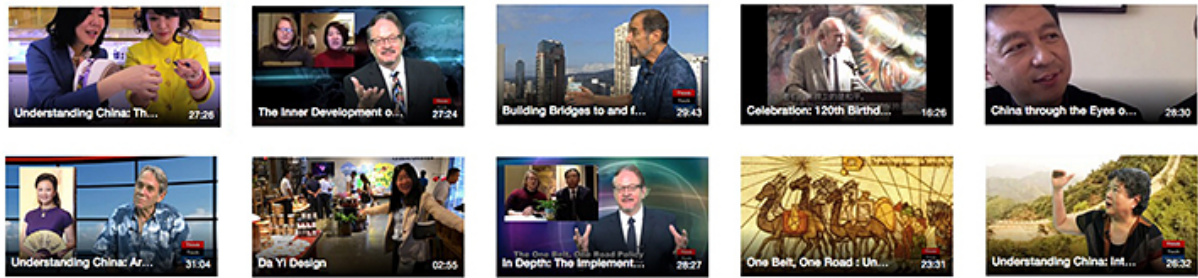 Understanding China: Th...
27:26
The Inner Development o...
27:24
Building Bridges to and f...
29:43
Celebration: 120th Birthd...
16:26
China through the Eyes o...
28:30
Understanding China: Ar...
31:04
Da Yi Design
02:55
The One Belt, One Road Policy
In Depth: The Implement...
28:27
One Belt, One Road : Un...
23:31
Understanding China: Int...
26:32